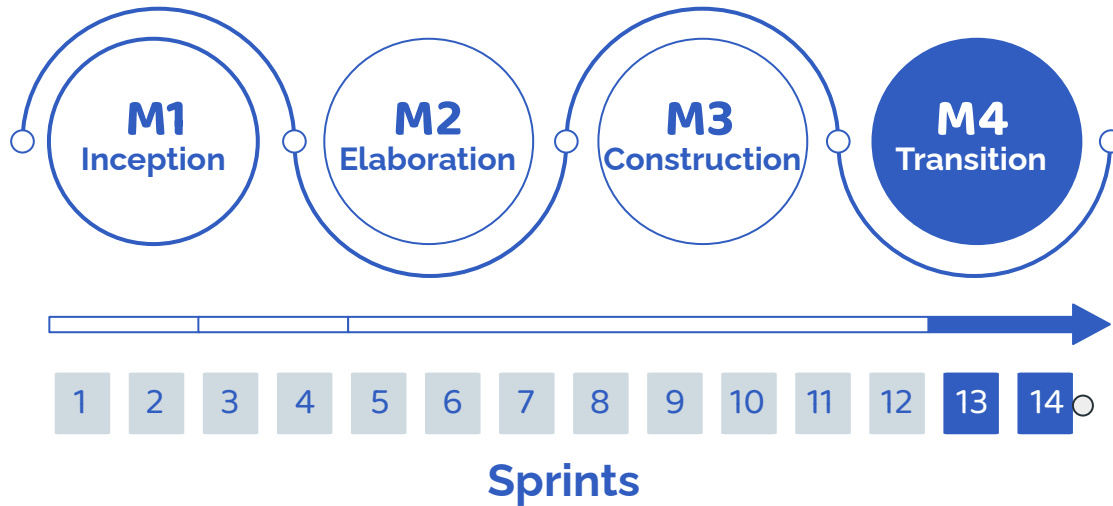 M1
Inception
M2
Elaboration
M3
Construction
M4
Transition
1 2 3 4 5 6 7 8 9 10 11 12 13 14
Sprints